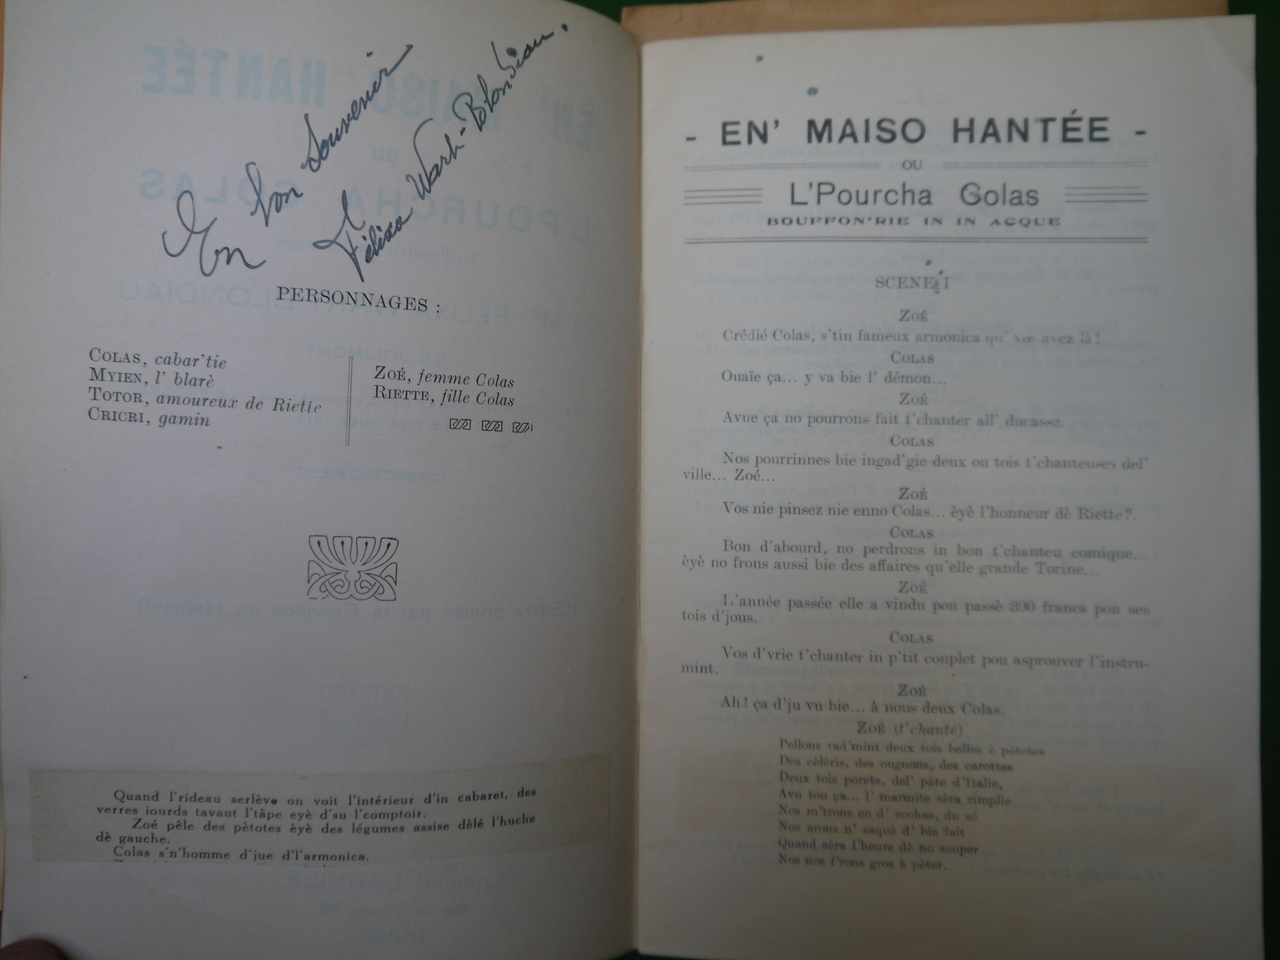 En bon Souvenir
Félixa Wart-Blondiau.
PERSONNAGES :
COLAS, cabar'tie
MYIEN, l' blarè
TOTOR, amoureux de Riette
CRICRI, gamin
ZOÉ, femme Colas
RIETTE, fille Colas
Quand l'rideau serlève on voit l'intérieur d'in cabaret, des
verres iourds tavaut l'tâpe eyè d'su l'comptoir.
Zoé pêle des pètotes èyè des légumes assise dèlé l'huche
dè gauche.
Colas s'n'homme d'jue d'l'armonica.
- EN' MAISO HANTÉE -
OU
L'Pourcha Golas
BOUFFON'RIE IN IN ACQUE
SCENE I
ZOÉ
Crédié Colas, s'tin fameux armonica qu' vos avez là !
COLAS
Ouaïe ça... y va bie l' démon...
ZOÉ
Avue ça no pourrons fait t'chanter all' ducasse.
COLAS
Nos pourrinnes bie ingad'gie deux ou tois t'chanteuses del'
ville... Zoé...
ZOÉ
Vos nie pinsez nie enno Colas... èyè l'honneur dè Riette?.
COLAS
Bon d'abourd, no perdrons in bon t'chanteu comique...
èyè no frons aussi bie des affaires qu'elle grande Torine...
ZOÉ
L'année passée elle a vindu pou passè 300 francs pon ses
tois d'jous.
COLAS
Vos d'vrie t'chanter in p'tit couplet pou asprouver l'instru-
mint.
ZOÉ
Ah ! ça d'ju vu bie... à nous deux Colas.
ZOÉ (t'chante)
Pellons rad'mint deux tois belles è pètotes
Des cèlèris, des ougnons, des carottes
Deux tois porets, del' pâte d'Italie,
Avu tou ça... l' marmite sèra rimplie
Nos m'trons co d' zochas, du sé
Nos arons n' saquè d' bie fait
Quand sèra l'heure dè no souper
Nos nos f'rons gros à pèter.